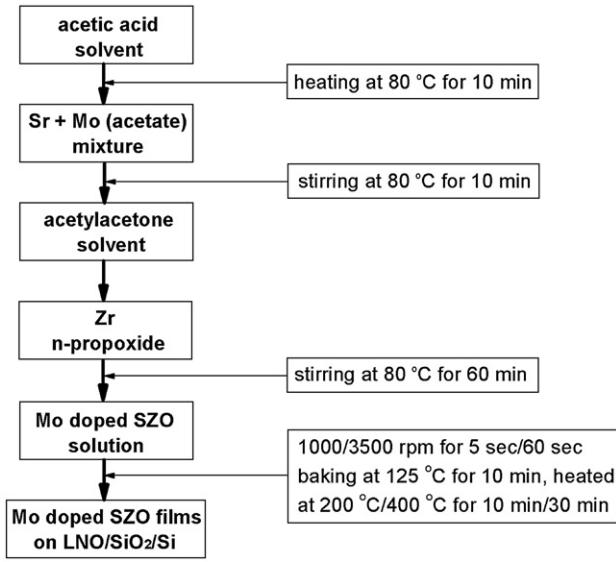 acetic acid
solvent
heating at 80 °C for 10 min
Sr + Mo (acetate)
mixture
stirring at 80 °C for 10 min
acetylacetone
solvent
Zr
n-propoxide
stirring at 80 °C for 60 min
Mo doped SZO
solution
1000/3500 rpm for 5 sec/60 sec
baking at 125 °C for 10 min, heated
at 200 °C/400 °C for 10 min/30 min
Mo doped SZO films
on LNO/SiO₂/Si